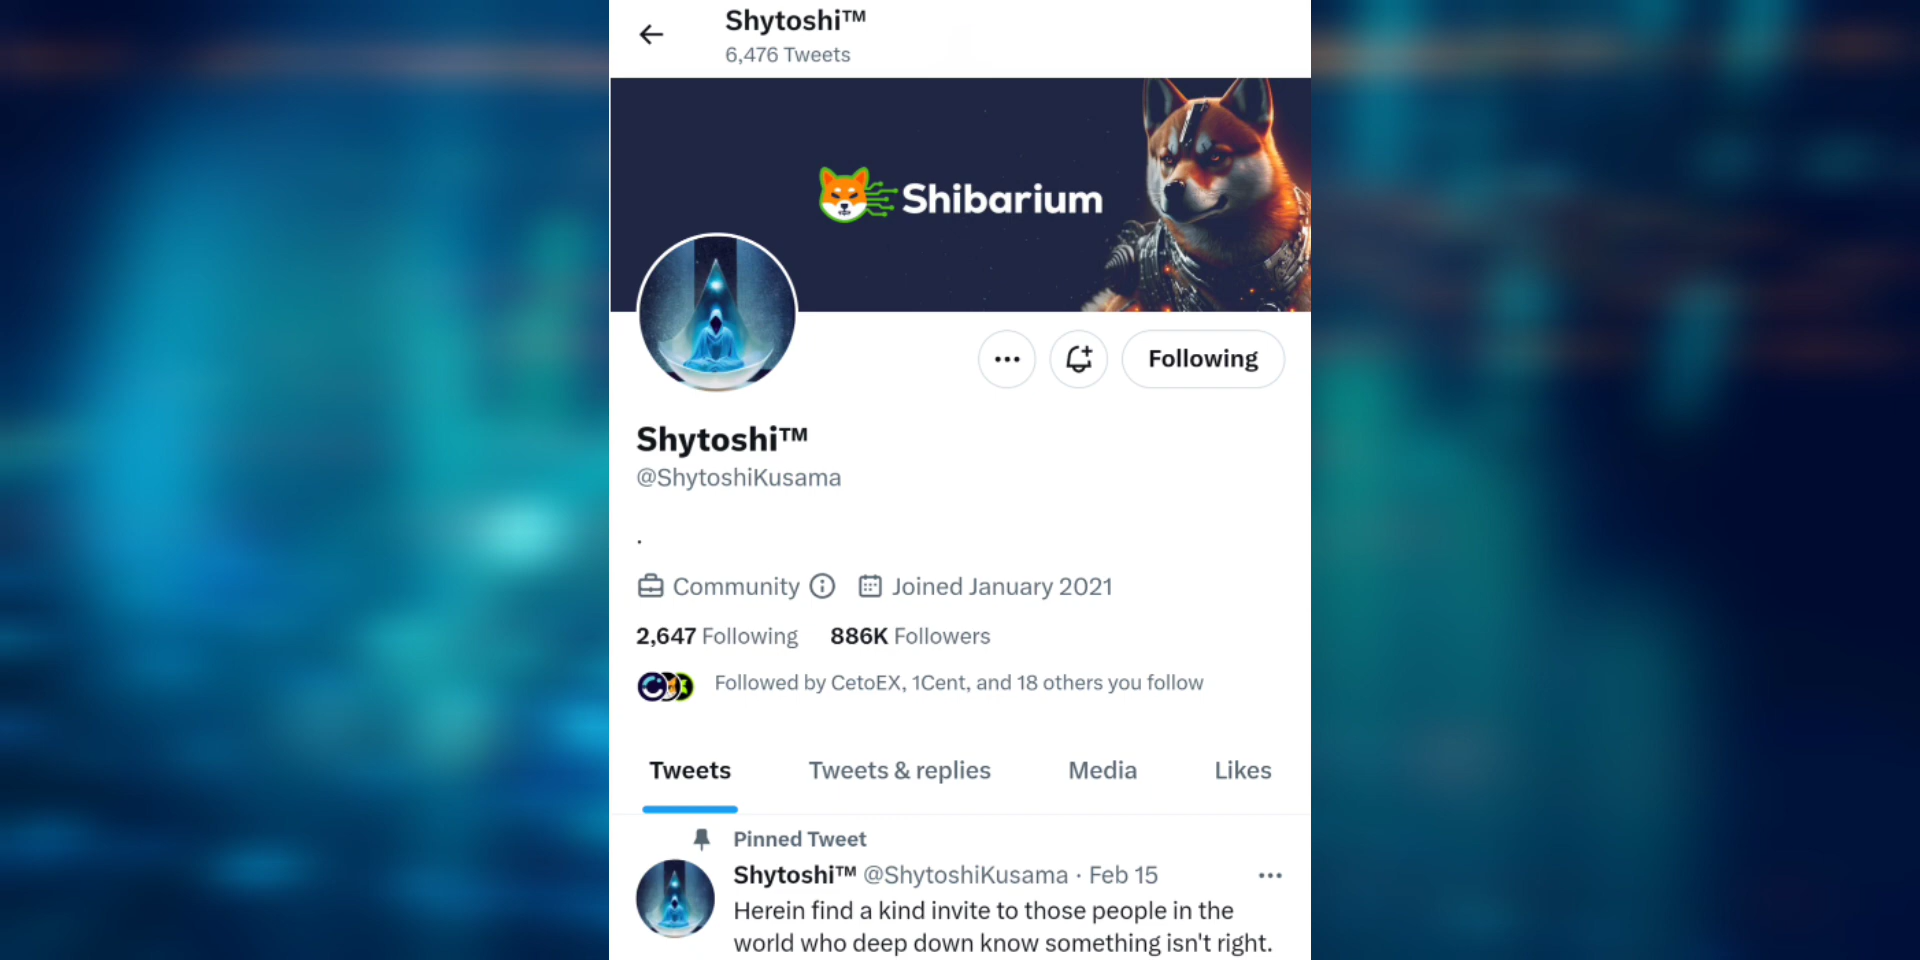 Shytoshi™
6,476 Tweets
Shibarium
Following
Shytoshi™
@ShytoshiKusama
.
Community Joined January 2021
2,647 Following 886K Followers
Followed by CetoEX, 1Cent, and 18 others you follow
Tweets Tweets & replies Media Likes
Pinned Tweet
Shytoshi™ @ShytoshiKusama · Feb 15
Herein find a kind invite to those people in the
world who deep down know something isn't right.